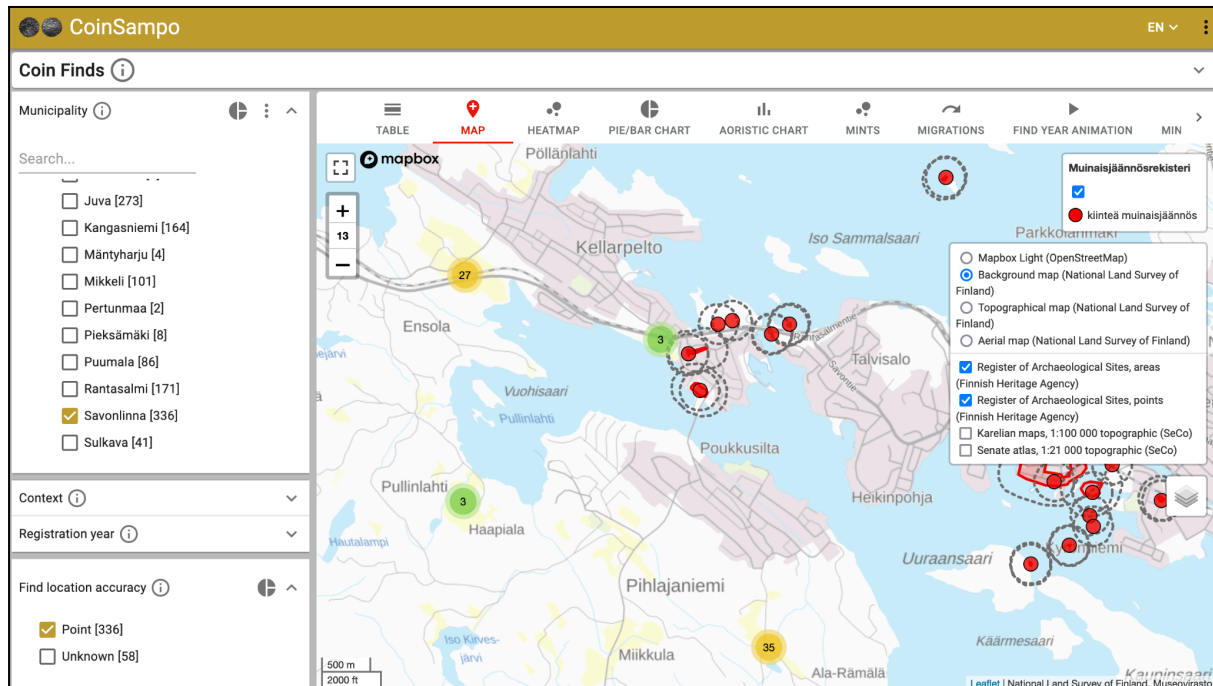 CoinSampo
EN
Coin Finds
Municipality
Search...
Juva [273]
Kangasniemi [164]
Mäntyharju [4]
Mikkeli [101]
Pertunmaa [2]
Pieksämäki [8]
Puumala [86]
Rantasalmi [171]
Savonlinna [336]
Sulkava [41]
Context
Registration year
Find location accuracy
Point [336]
Unknown [58]
TABLE
MAP
HEATMAP
PIE/BAR CHART
AORISTIC CHART
MINTS
MIGRATIONS
FIND YEAR ANIMATION
MIN
mapbox
+
13
−
Pöllänlahti
Kellarpelto
Iso Sammalsaari
Parkkolanmäki
27
Ensola
3
Rantasalmentie
Savontie
Talvisalo
Vuohisaari
Pullinlahti
Poukkusilta
Pullinlahti
3
Haapiala
Heikinpohja
Hautalampi
Uuraansaari
Kyrönniemi
Pihlajaniemi
Iso Kirves-
järvi
Miikkula
35
Käärmesaari
Ala-Rämälä
Kaupinsaari
500 m
2000 ft
Muinaisjäännösrekisteri
kiinteä muinaisjäännös
Mapbox Light (OpenStreetMap)
Background map (National Land Survey of
Finland)
Topographical map (National Land Survey of
Finland)
Aerial map (National Land Survey of Finland)
Register of Archaeological Sites, areas
(Finnish Heritage Agency)
Register of Archaeological Sites, points
(Finnish Heritage Agency)
Karelian maps, 1:100 000 topographic (SeCo)
Senate atlas, 1:21 000 topographic (SeCo)
Leaflet | National Land Survey of Finland, Museovirasto